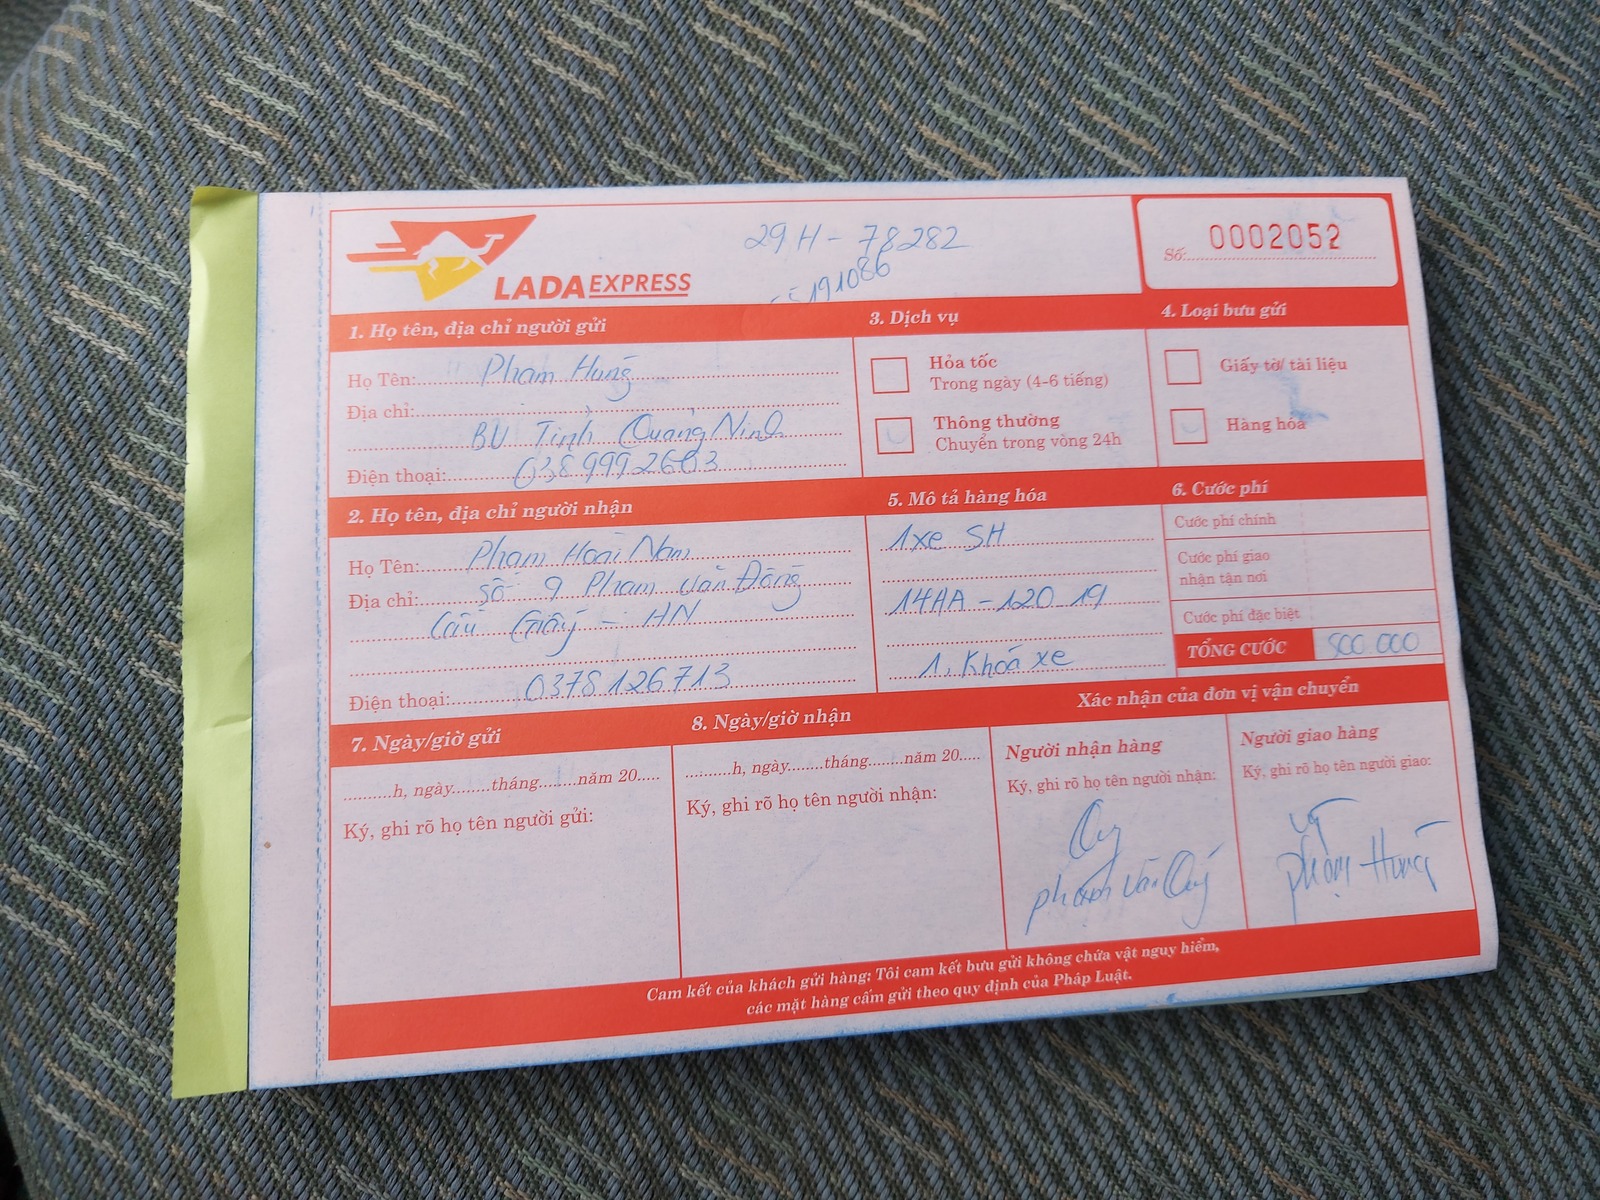 LADA EXPRESS
29H - 78282
191086
Số: 0002052
1. Họ tên, địa chỉ người gửi
Họ Tên: Phạm Hùng
Địa chỉ:
BV Tỉnh Quảng Ninh
Điện thoại: 0389992603
2. Họ tên, địa chỉ người nhận
Họ Tên: Phạm Hoài Nam
Địa chỉ: Số 9 Phạm Văn Đồng
Cầu Giấy - HN
Điện thoại: 0378126713
3. Dịch vụ
Hỏa tốc
Trong ngày (4-6 tiếng)
Thông thường
Chuyển trong vòng 24h
4. Loại bưu gửi
Giấy tờ/ tài liệu
Hàng hóa
5. Mô tả hàng hóa
1 xe SH
14AA - 120.19
1, Khoá xe
6. Cước phí
Cước phí chính
Cước phí giao
nhận tận nơi
Cước phí đặc biệt
TỔNG CƯỚC 500.000
7. Ngày/giờ gửi
..........h, ngày........tháng........năm 20.....
Ký, ghi rõ họ tên người gửi:
8. Ngày/giờ nhận
..........h, ngày........tháng........năm 20.....
Ký, ghi rõ họ tên người nhận:
Xác nhận của đơn vị vận chuyển
Người nhận hàng
Ký, ghi rõ họ tên người nhận:
Quý
Phạm Văn Quý
Người giao hàng
Ký, ghi rõ họ tên người giao:
Phạm Hùng
Cam kết của khách gửi hàng: Tôi cam kết bưu gửi không chứa vật nguy hiểm,
các mặt hàng cấm gửi theo quy định của Pháp Luật.